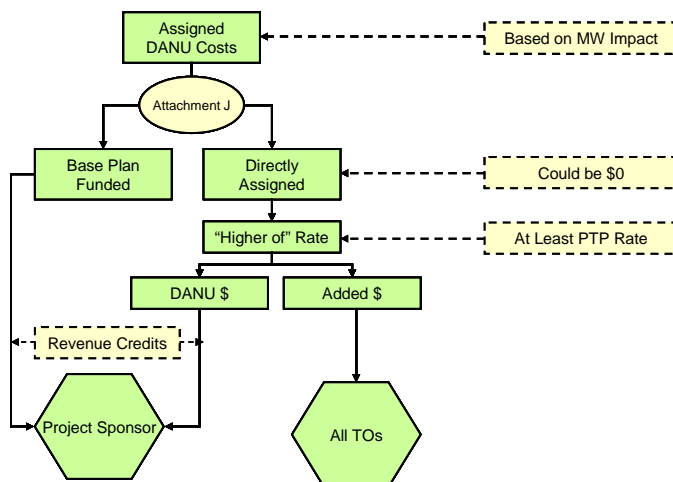 Assigned
DANU Costs
Based on MW Impact
Attachment J
Base Plan
Funded
Directly
Assigned
Could be $0
“Higher of” Rate
At Least PTP Rate
DANU $
Added $
Revenue Credits
Project Sponsor
All TOs